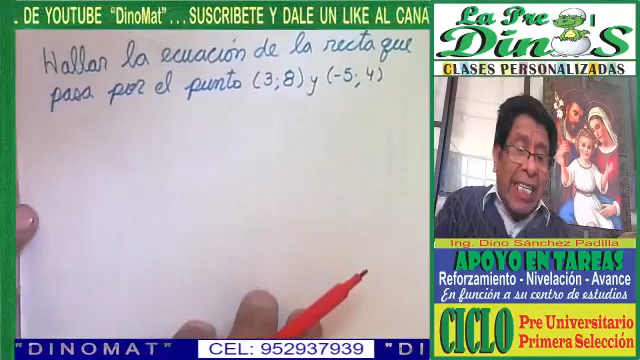 . DE YOUTUBE "DinoMat"... SUSCRIBETE Y DALE UN LIKE AL CANA
La Pre
DinoS
CLASES PERSONALIZADAS
Hallar la ecuación de la recta que
pasa por el punto (3;8) y (-5;4)
Ing. Dino Sánchez Padilla
APOYO EN TAREAS
Reforzamiento - Nivelación - Avance
En función a su centro de estudios
CICLO Pre Universitario
Primera Selección
"DINOMAT"
CEL: 952937939
"DI